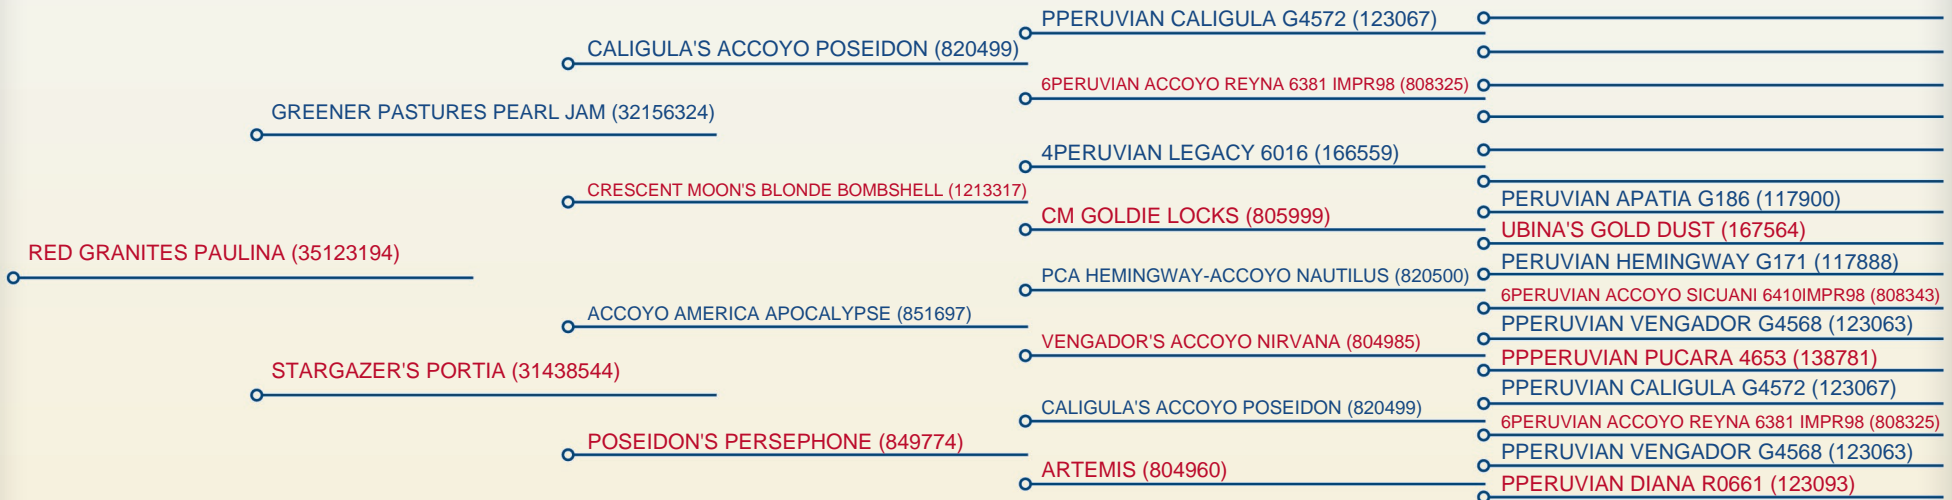 PPERUVIAN CALIGULA G4572 (123067)
CALIGULA'S ACCOYO POSEIDON (820499)
6PERUVIAN ACCOYO REYNA 6381 IMPR98 (808325)
GREENER PASTURES PEARL JAM (32156324)
4PERUVIAN LEGACY 6016 (166559)
CRESCENT MOON'S BLONDE BOMBSHELL (1213317)
PERUVIAN APATIA G186 (117900)
CM GOLDIE LOCKS (805999)
UBINA'S GOLD DUST (167564)
RED GRANITES PAULINA (35123194)
PERUVIAN HEMINGWAY G171 (117888)
PCA HEMINGWAY-ACCOYO NAUTILUS (820500)
6PERUVIAN ACCOYO SICUANI 6410IMPR98 (808343)
ACCOYO AMERICA APOCALYPSE (851697)
PPERUVIAN VENGADOR G4568 (123063)
VENGADOR'S ACCOYO NIRVANA (804985)
PPPERUVIAN PUCARA 4653 (138781)
STARGAZER'S PORTIA (31438544)
PPERUVIAN CALIGULA G4572 (123067)
CALIGULA'S ACCOYO POSEIDON (820499)
6PERUVIAN ACCOYO REYNA 6381 IMPR98 (808325)
POSEIDON'S PERSEPHONE (849774)
PPERUVIAN VENGADOR G4568 (123063)
ARTEMIS (804960)
PPERUVIAN DIANA R0661 (123093)